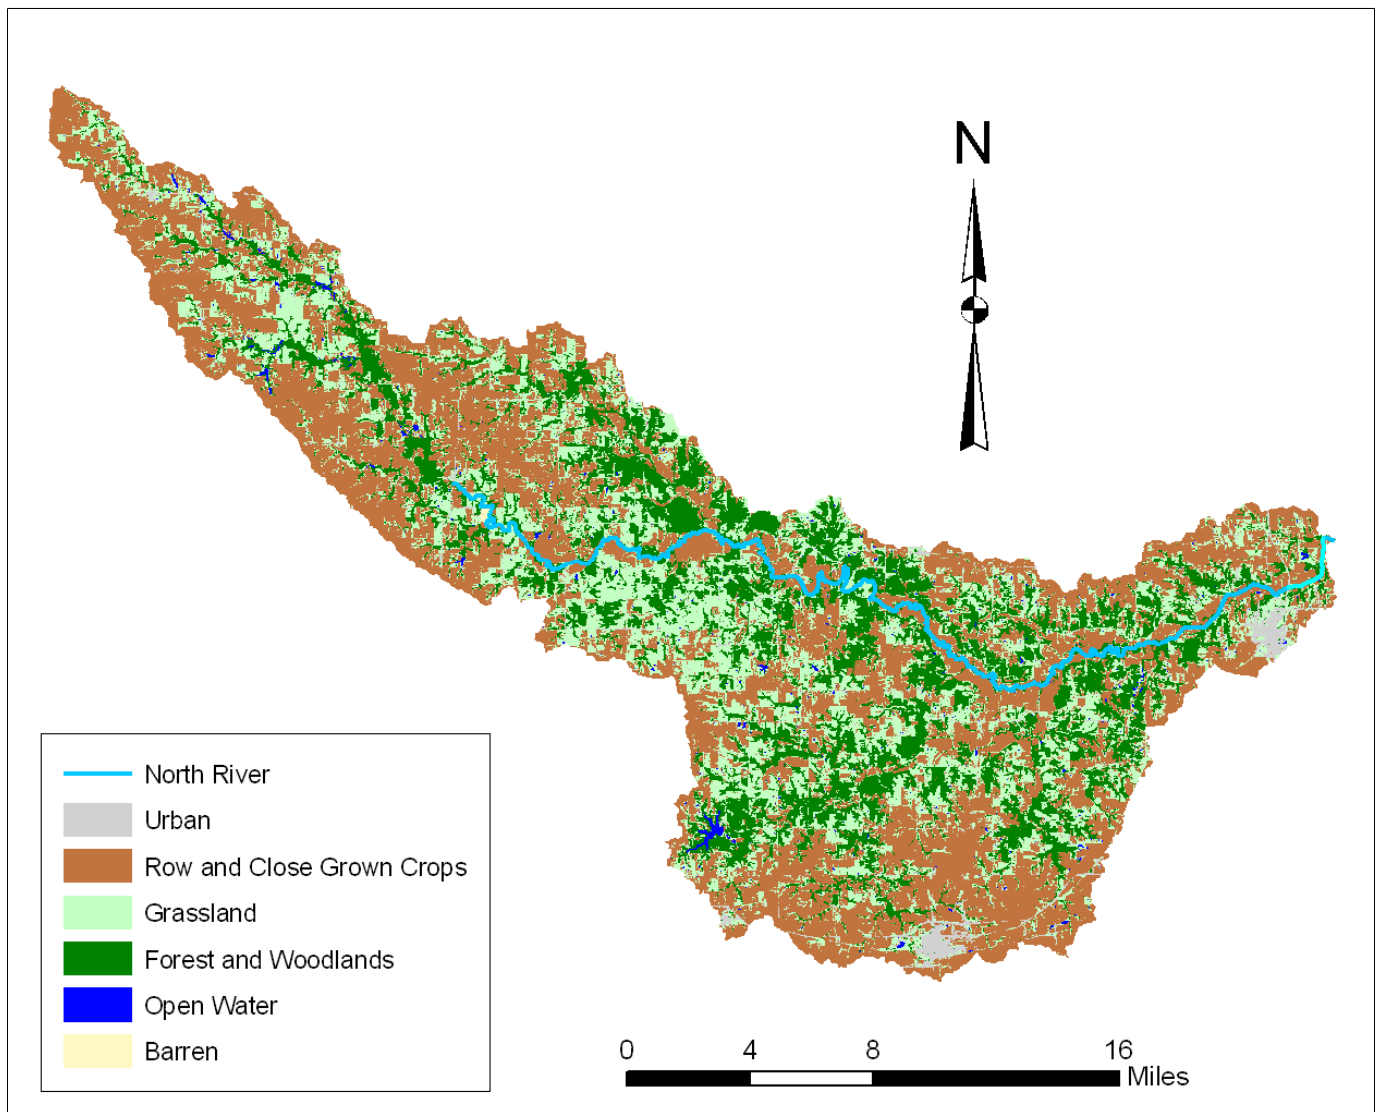 N
North River
Urban
Row and Close Grown Crops
Grassland
Forest and Woodlands
Open Water
Barren
0 4 8 16
Miles